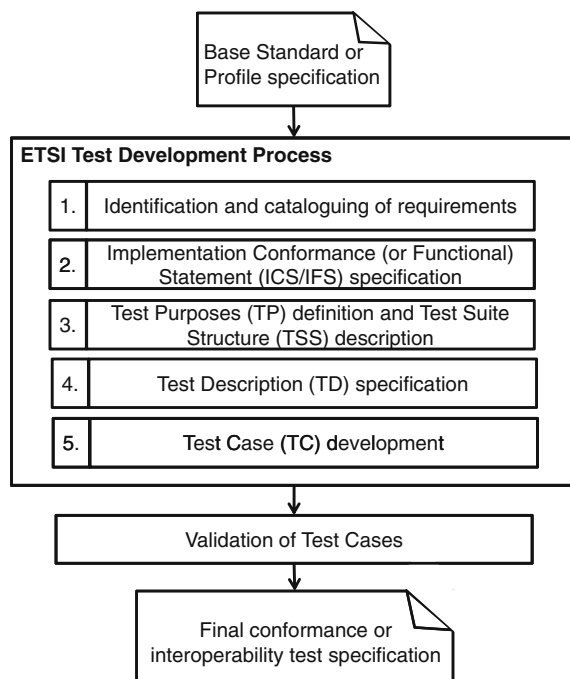 Base Standard or
Profile specification
ETSI Test Development Process
1. Identification and cataloguing of requirements
2. Implementation Conformance (or Functional)
Statement (ICS/IFS) specification
3. Test Purposes (TP) definition and Test Suite
Structure (TSS) description
4. Test Description (TD) specification
5. Test Case (TC) development
Validation of Test Cases
Final conformance or
interoperability test specification